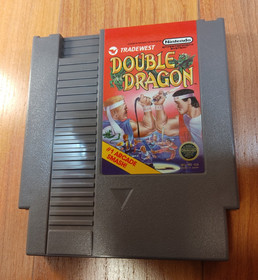 TRADEWEST
Nintendo
DOUBLE
DRAGON
#1 ARCADE
SMASH!